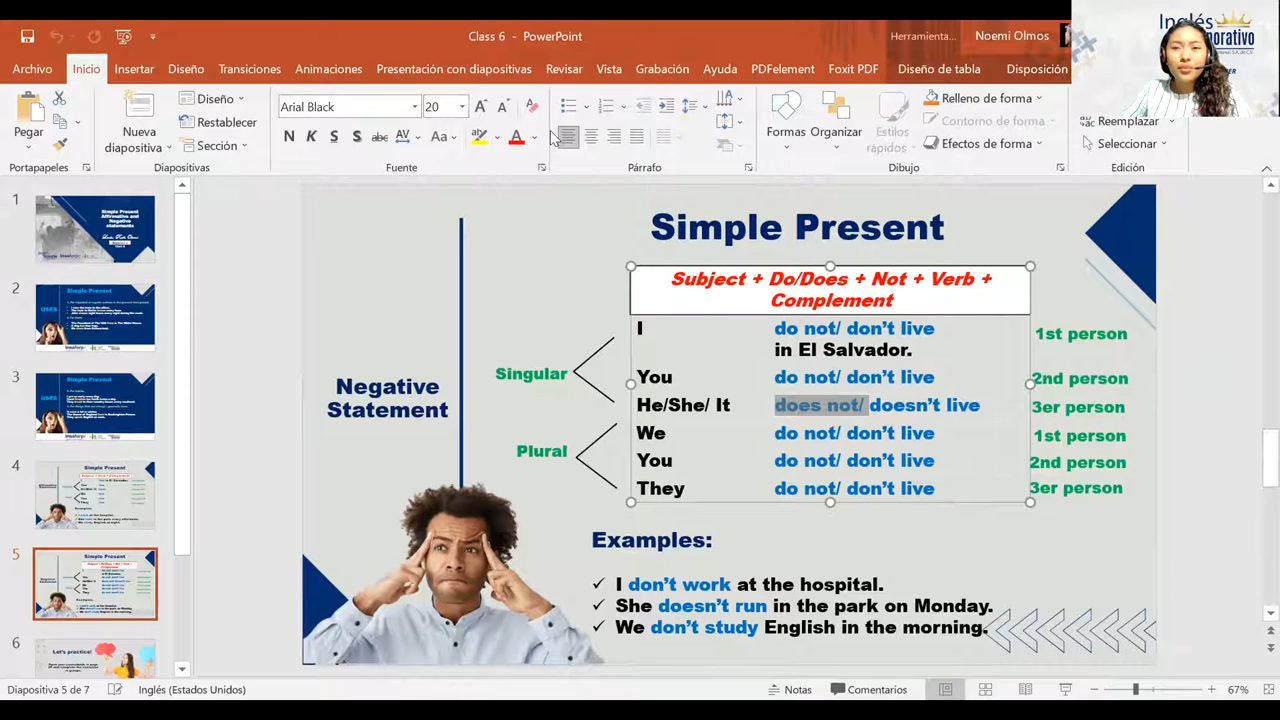 Class 6 - PowerPoint
Herramienta...
Noemi Olmos
Inglés
Archivo
Inicio
Insertar
Diseño
Transiciones
Animaciones
Presentación con diapositivas
Revisar
Vista
Grabación
Ayuda
PDFelement
Foxit PDF
Diseño de tabla
Disposición
Pegar
Nueva
diapositiva
Diseño
Restablecer
Sección
Arial Black
20
Formas
Organizar
Estilos
rápidos
Relleno de forma
Contorno de forma
Efectos de forma
Reemplazar
Seleccionar
Portapapeles
Diapositivas
Fuente
Párrafo
Dibujo
Edición
1
2
3
4
5
6
Simple Present
Subject + Do/Does + Not + Verb +
Complement
I do not/ don’t live 1st person
in El Salvador.
You do not/ don’t live 2nd person
He/She/ It does not/ doesn’t live 3er person
We do not/ don’t live 1st person
You do not/ don’t live 2nd person
They do not/ don’t live 3er person
Singular
Plural
Negative
Statement
Examples:
✓ I don’t work at the hospital.
✓ She doesn’t run in the park on Monday.
✓ We don’t study English in the morning.
Let's practice!
Diapositiva 5 de 7
Inglés (Estados Unidos)
Notas
Comentarios
67%